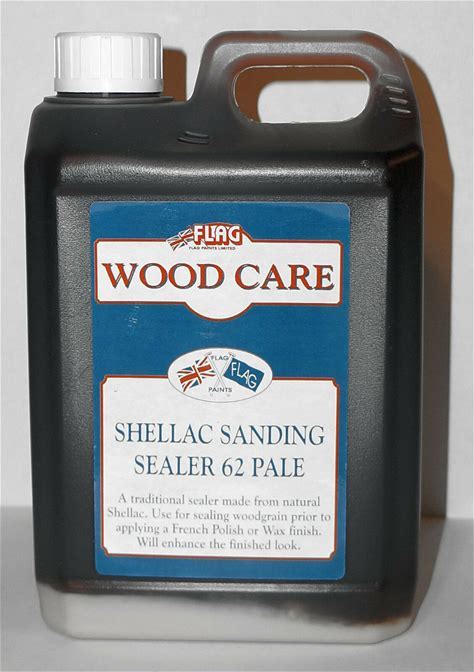 FLAG
FLAG PAINTS LIMITED
WOOD CARE
FLAG
FLAG
PAINTS
SHELLAC SANDING
SEALER 62 PALE
A traditional sealer made from natural
Shellac. Use for sealing woodgrain prior to
applying a French Polish or Wax finish.
Will enhance the finished look.